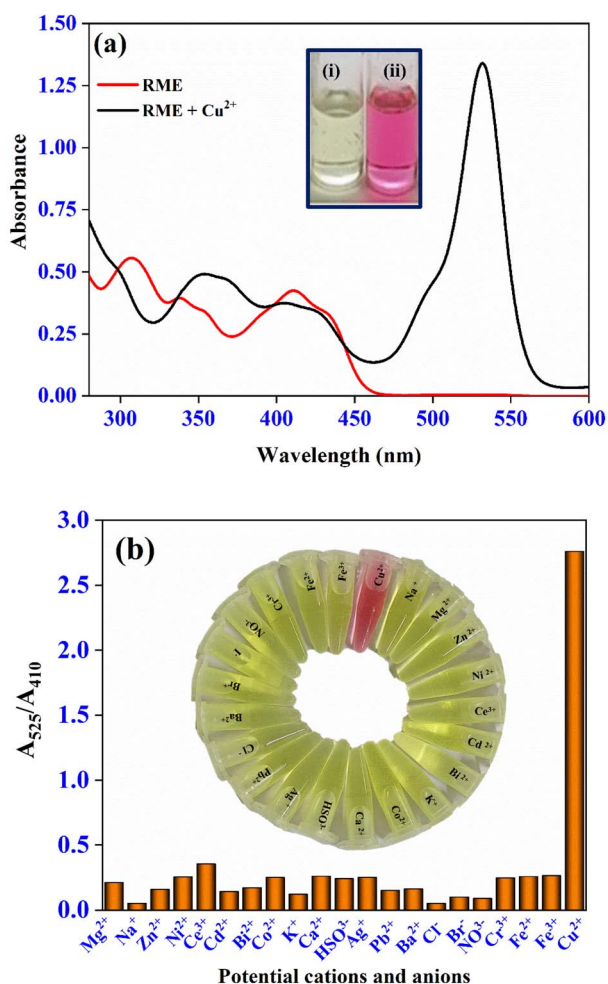 (a)
RME
RME + Cu²⁺
(i)
(ii)
Absorbance
1.50
1.25
1.00
0.75
0.50
0.25
0.00
300
350
400
450
500
550
600
Wavelength (nm)
(b)
A₅₂₅/A₄₁₀
3.0
2.5
2.0
1.5
1.0
0.5
0.0
Cu²⁺
Na⁺
Mg²⁺
Zn²⁺
Ni²⁺
Ce³⁺
Cd²⁺
Bi²⁺
K⁺
Co²⁺
Ca²⁺
HSO³⁻
Ag⁺
Pb²⁺
Cl⁻
Ba²⁺
Br⁻
I⁻
NO³⁻
Cr³⁺
Fe²⁺
Fe³⁺
Mg²⁺
Na⁺
Zn²⁺
Ni²⁺
Ce³⁺
Cd²⁺
Bi²⁺
Co²⁺
K⁺
Ca²⁺
HSO³⁻
Ag⁺
Pb²⁺
Ba²⁺
Cl⁻
Br⁻
NO³⁻
Cr³⁺
Fe²⁺
Fe³⁺
Cu²⁺
Potential cations and anions